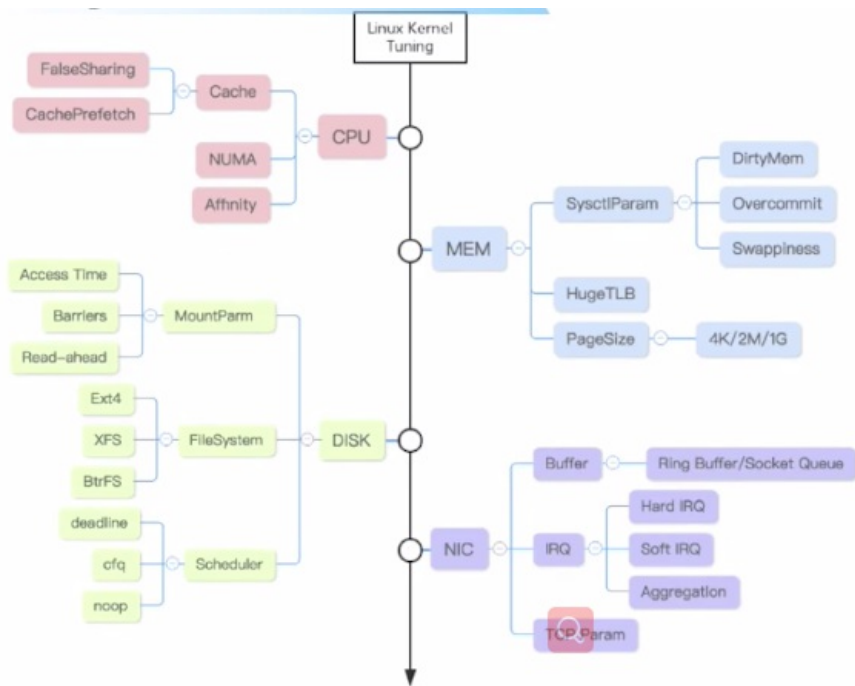 Linux Kernel
Tuning
FalseSharing
Cache
CachePrefetch
CPU
NUMA
Affnity
DirtyMem
SysctlParam
Overcommit
MEM
Swappiness
HugeTLB
PageSize
4K/2M/1G
Access Time
Barriers
MountParm
Read-ahead
Ext4
XFS
FileSystem
DISK
BtrFS
deadline
cfq
Scheduler
noop
Buffer
Ring Buffer/Socket Queue
Hard IRQ
NIC
IRQ
Soft IRQ
Aggregation
TCP Param